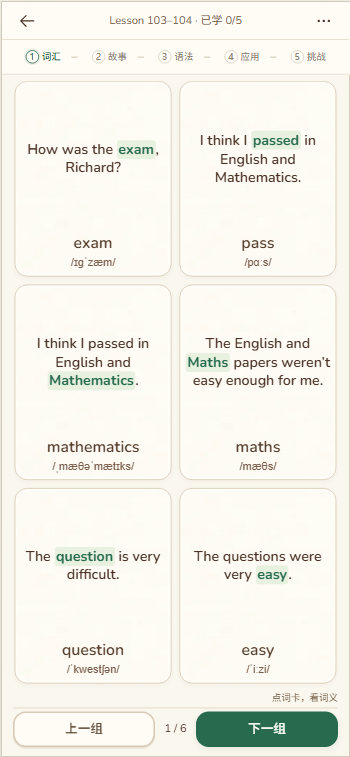 Lesson 103–104 · 已学 0/5
1 词汇 – 2 故事 – 3 语法 – 4 应用 – 5 挑战
How was the exam,
Richard?
exam
/ɪɡˈzæm/
I think I passed in
English and
Mathematics.
pass
/pɑːs/
I think I passed in
English and
Mathematics.
mathematics
/ˌmæθəˈmætɪks/
The English and
Maths papers weren't
easy enough for me.
maths
/mæθs/
The question is very
difficult.
question
/ˈkwestʃən/
The questions were
very easy.
easy
/ˈiːzi/
点词卡，看词义
上一组
1 / 6
下一组